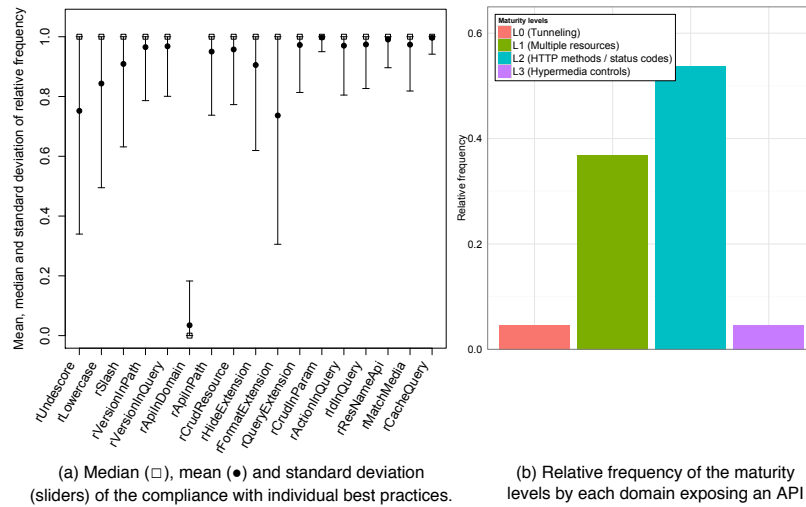 Mean, median and standard deviation of relative frequency
1.0
0.8
0.6
0.4
0.2
0.0
rUndescore
rLowercase
rSlash
rVersionInPath
rVersionInQuery
rApiInDomain
rApiInPath
rCrudResource
rHideExtension
rFormatExtension
rQueryExtension
rCrudInParam
rActionInQuery
rIdInQuery
rResNameApi
rMatchMedia
rCacheQuery
(a) Median (□), mean (●) and standard deviation
(sliders) of the compliance with individual best practices.
Maturity levels
L0 (Tunneling)
L1 (Multiple resources)
L2 (HTTP methods / status codes)
L3 (Hypermedia controls)
Relative frequency
0.6
0.4
0.2
0.0
(b) Relative frequency of the maturity
levels by each domain exposing an API